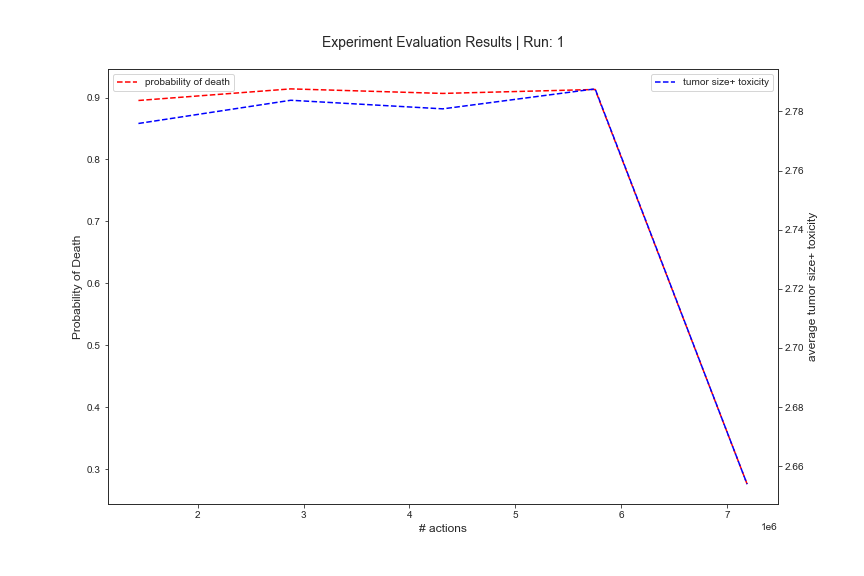 Experiment Evaluation Results | Run: 1
probability of death
tumor size+ toxicity
0.9
0.8
0.7
0.6
0.5
0.4
0.3
Probability of Death
2.78
2.76
2.74
2.72
2.70
2.68
2.66
average tumor size+ toxicity
2 3 4 5 6 7
1e6
# actions